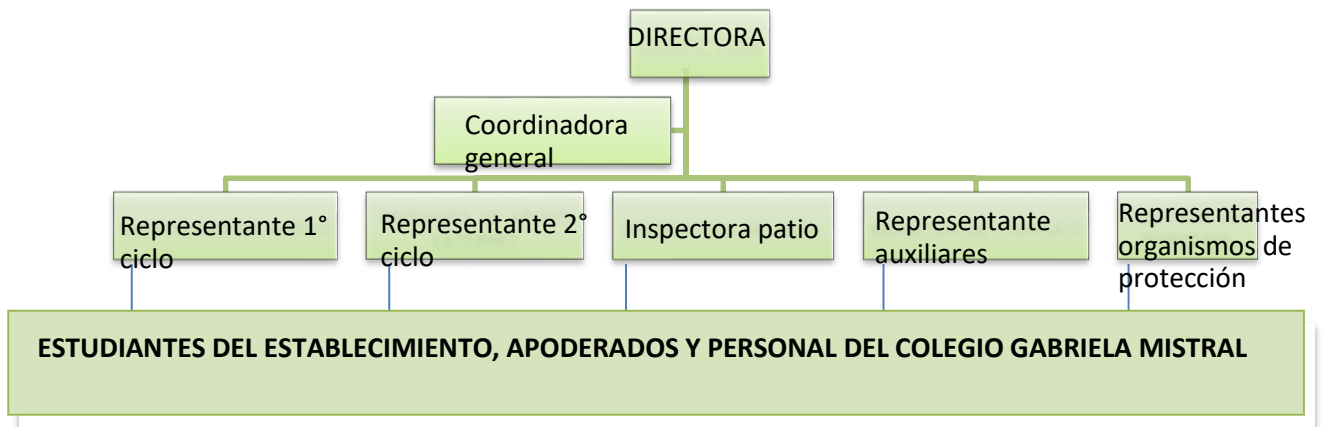 DIRECTORA
Coordinadora
general
Representante 1°
ciclo
Representante 2°
ciclo
Inspectora patio
Representante
auxiliares
Representantes
organismos de
protección
ESTUDIANTES DEL ESTABLECIMIENTO, APODERADOS Y PERSONAL DEL COLEGIO GABRIELA MISTRAL